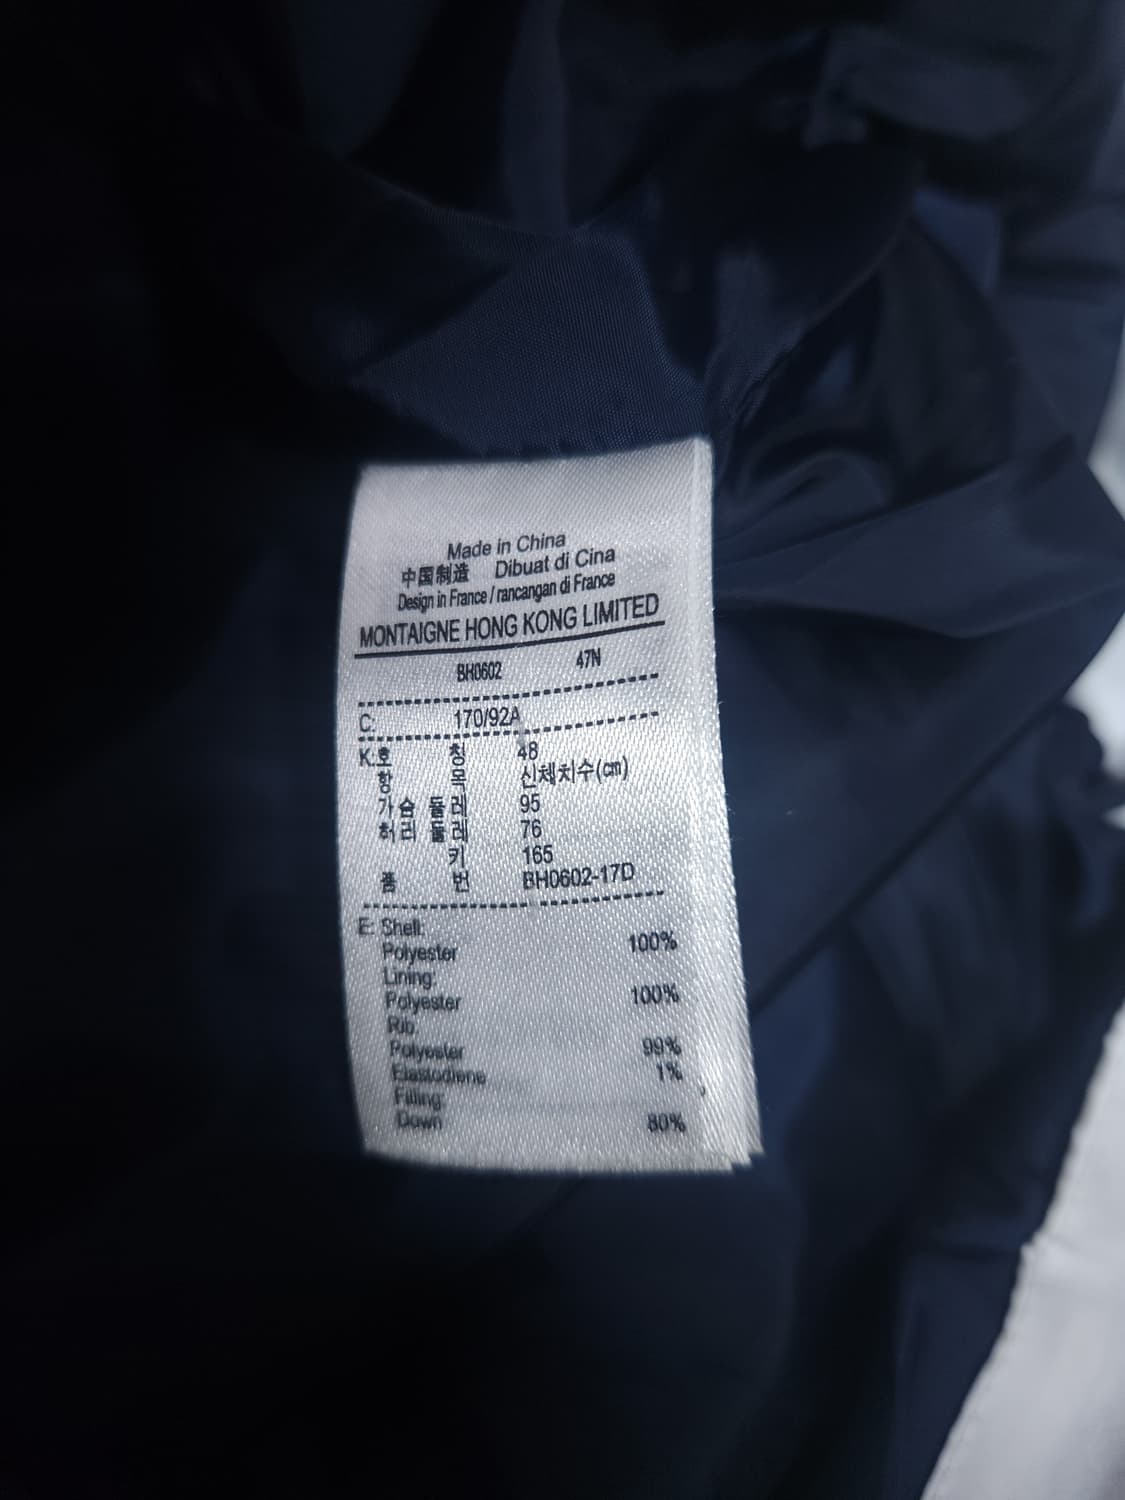 Made in China
中国制造 Dibuat di Cina
Design in France / rancangan di France
MONTAIGNE HONG KONG LIMITED
BH0602 47N
C: 170/92A
K: 호 칭 48
항 목 신체치수(cm)
가슴 둘레 95
허리 둘레 76
키 165
품 번 BH0602-17D
E: Shell:
Polyester 100%
Lining:
Polyester 100%
Rib:
Polyester 99%
Elastodiene 1%
Filling:
Down 80%